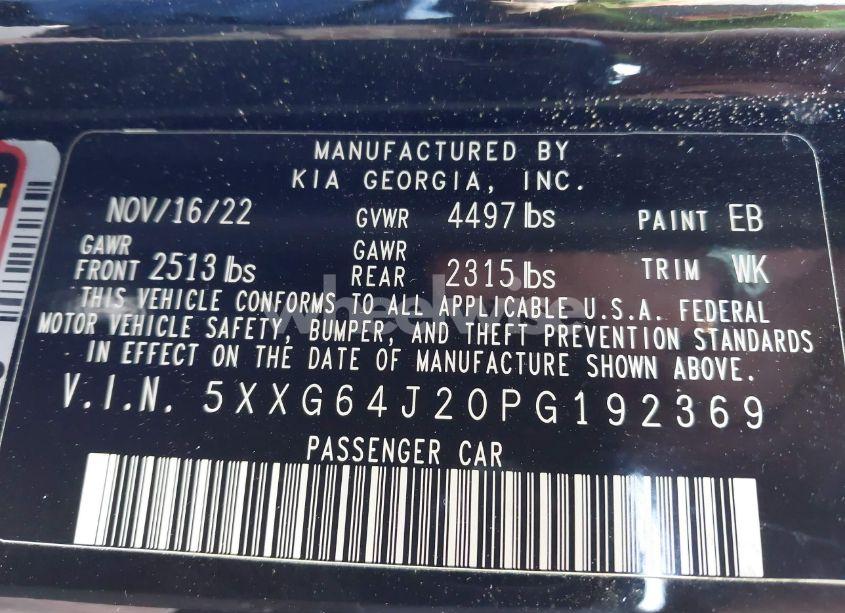 MANUFACTURED BY
KIA GEORGIA, INC.
NOV/16/22 GVWR 4497 lbs PAINT EB
GAWR FRONT 2513 lbs GAWR REAR 2315 lbs TRIM WK
THIS VEHICLE CONFORMS TO ALL APPLICABLE U.S.A. FEDERAL
MOTOR VEHICLE SAFETY, BUMPER, AND THEFT PREVENTION STANDARDS
IN EFFECT ON THE DATE OF MANUFACTURE SHOWN ABOVE.
V.I.N. 5XXG64J20PG192369
PASSENGER CAR
wheelwise